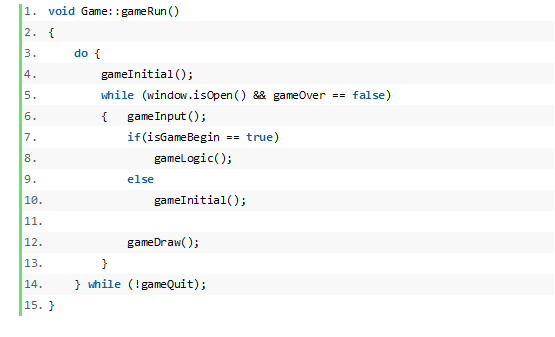 1. void Game::gameRun()
2. {
3.     do {
4.         gameInitial();
5.         while (window.isOpen() && gameOver == false)
6.         {   gameInput();
7.             if(isGameBegin == true)
8.                 gameLogic();
9.             else
10.                 gameInitial();
11.
12.             gameDraw();
13.         }
14.     } while (!gameQuit);
15. }